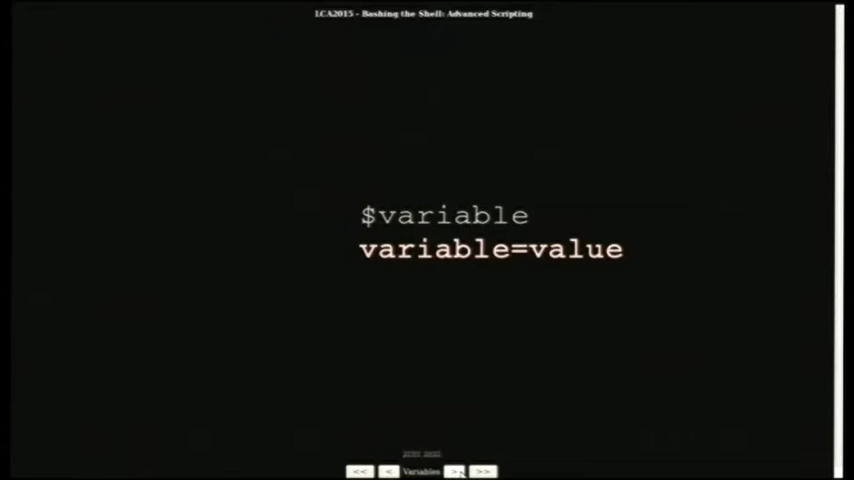 LCA2015 - Bashing the Shell: Advanced Scripting
$variable
variable=value
<< < Variables > >>